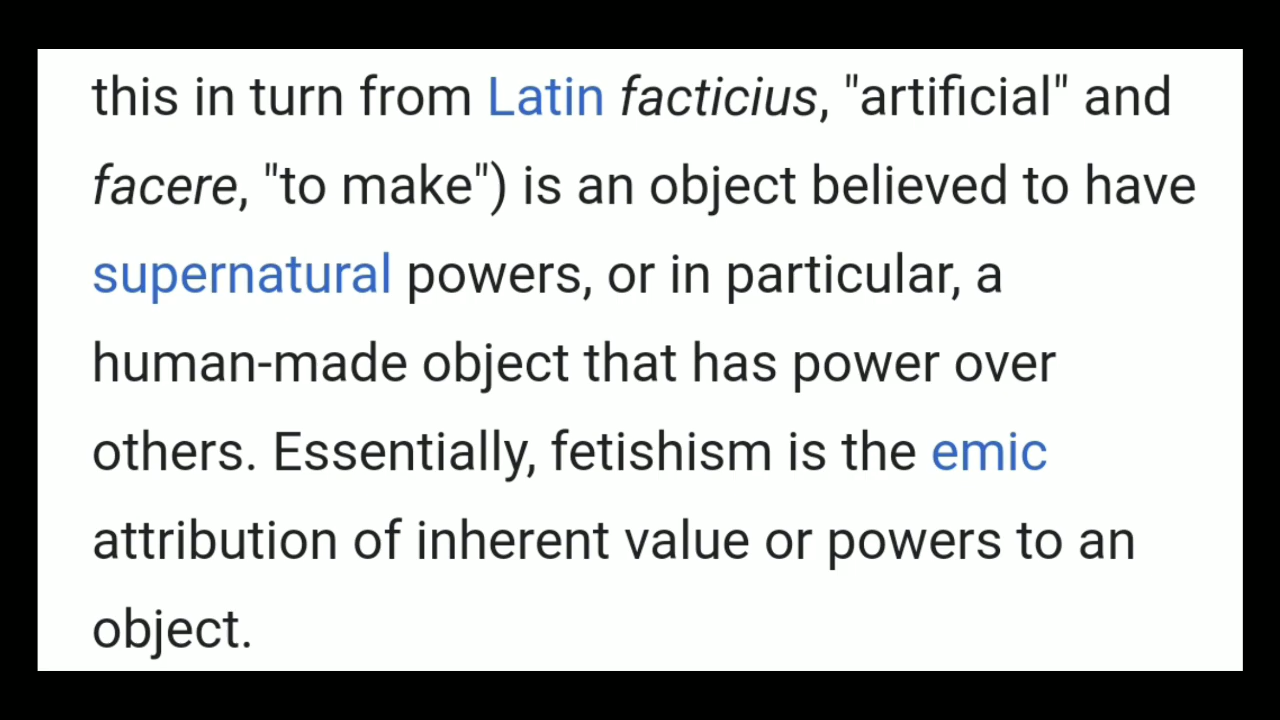 this in turn from Latin facticius, "artificial" and
facere, "to make") is an object believed to have
supernatural powers, or in particular, a
human-made object that has power over
others. Essentially, fetishism is the emic
attribution of inherent value or powers to an
object.